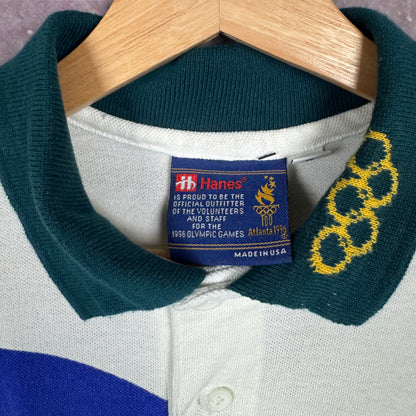 Hanes
IS PROUD TO BE THE
OFFICIAL OUTFITTER
OF THE VOLUNTEERS
AND STAFF
FOR THE
1996 OLYMPIC GAMES
100
Atlanta 1996
MADE IN USA